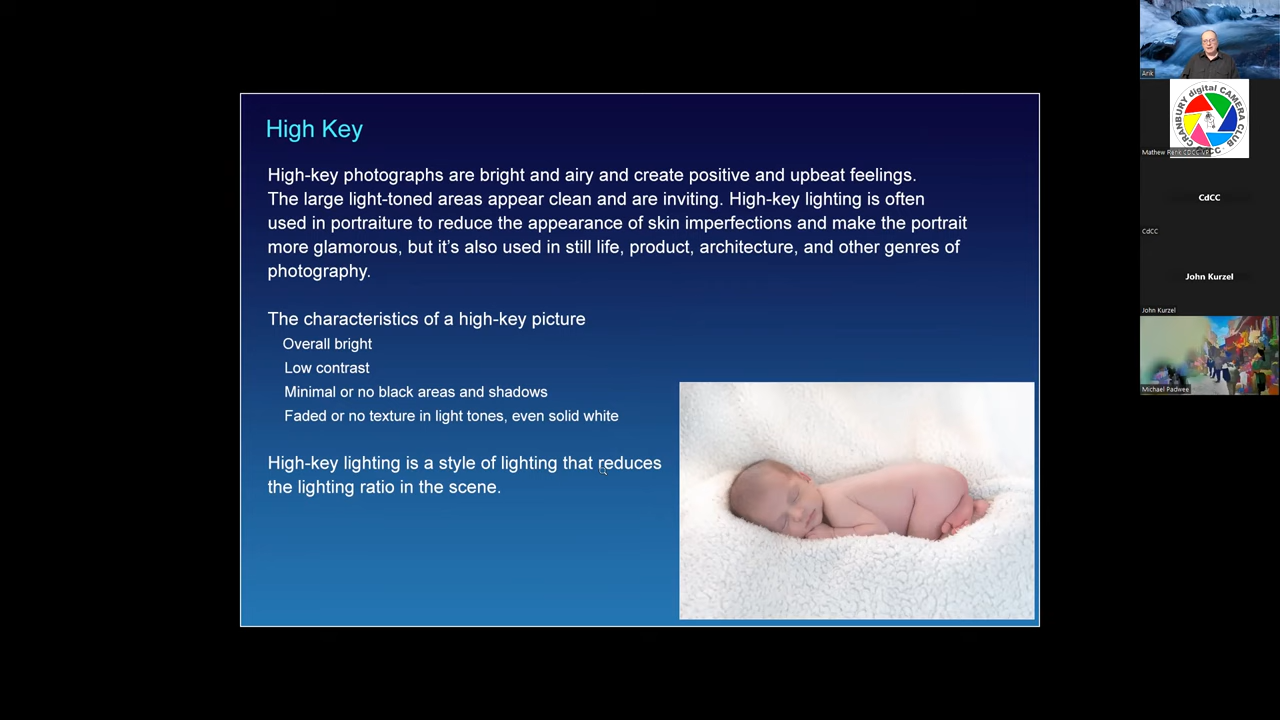 High Key
High-key photographs are bright and airy and create positive and upbeat feelings.
The large light-toned areas appear clean and are inviting. High-key lighting is often
used in portraiture to reduce the appearance of skin imperfections and make the portrait
more glamorous, but it's also used in still life, product, architecture, and other genres of
photography.
The characteristics of a high-key picture
Overall bright
Low contrast
Minimal or no black areas and shadows
Faded or no texture in light tones, even solid white
High-key lighting is a style of lighting that reduces
the lighting ratio in the scene.
Arik
CRANBURY digital CAMERA CLUB
Mathew
CdCC
CdCC
John Kurzel
John Kurzel
Michael Padwee